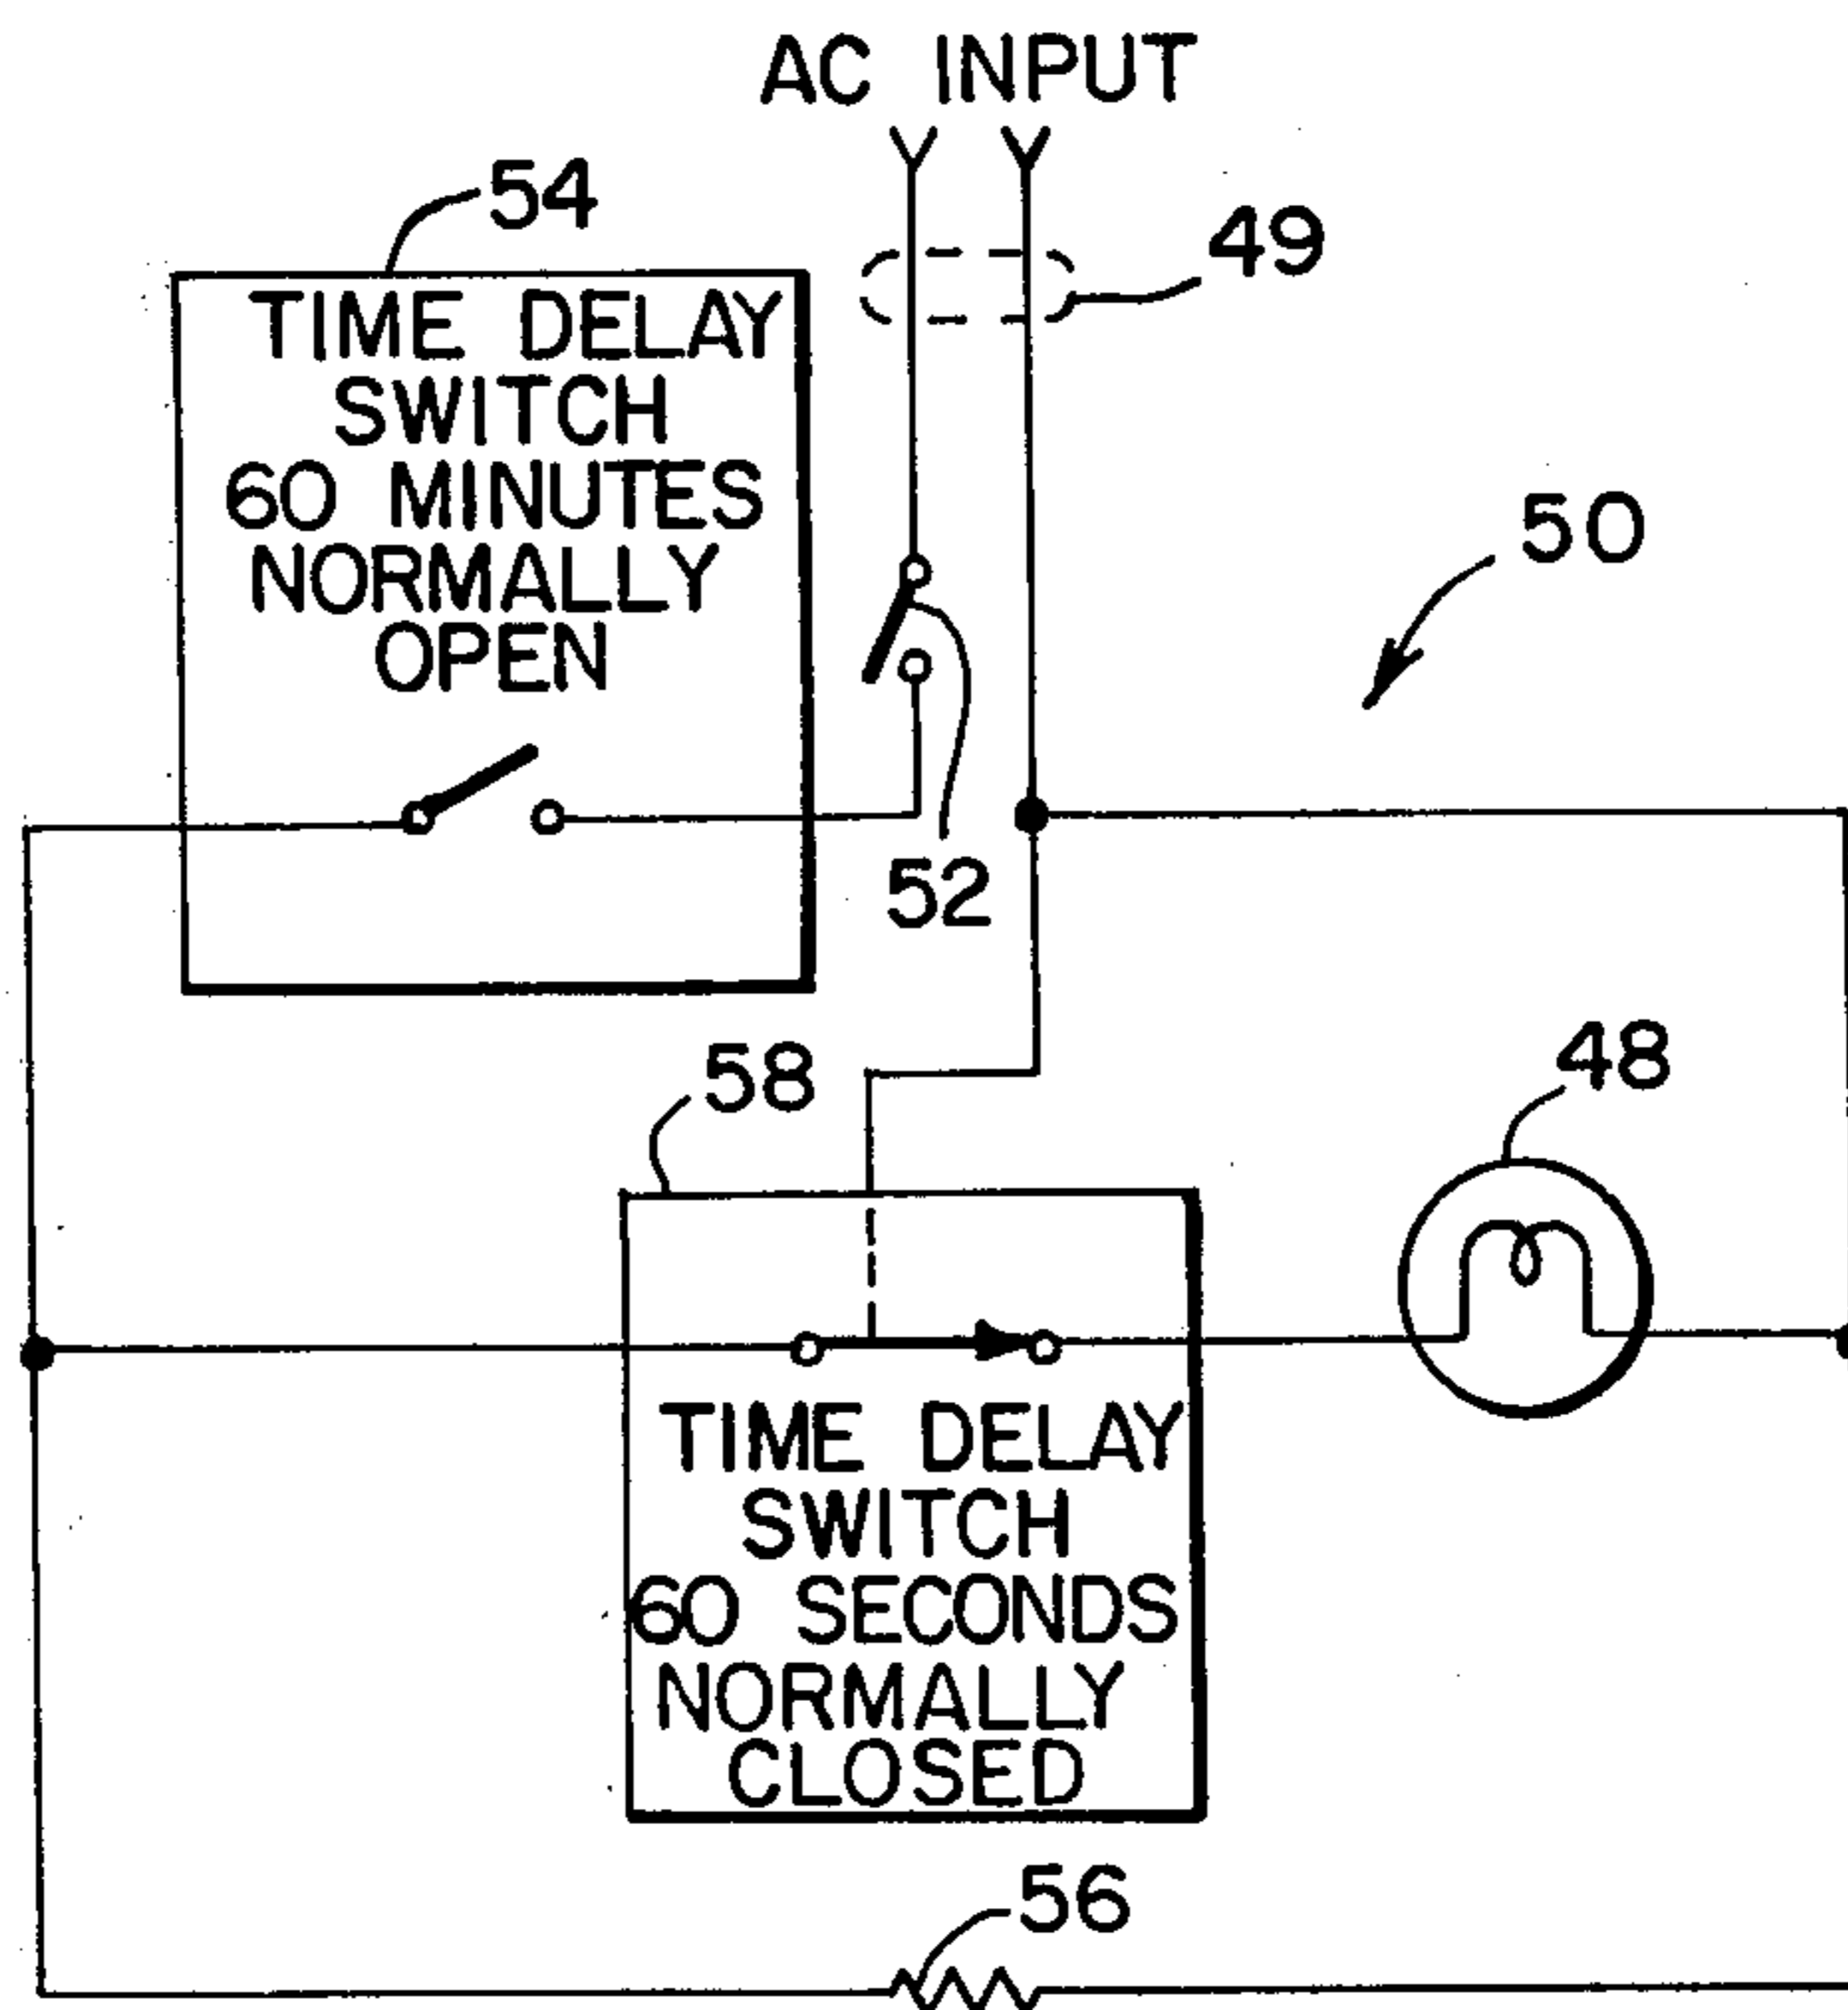 AC INPUT
54
49
TIME DELAY
SWITCH
60 MINUTES
NORMALLY
OPEN
50
52
58
48
TIME DELAY
SWITCH
60 SECONDS
NORMALLY
CLOSED
56